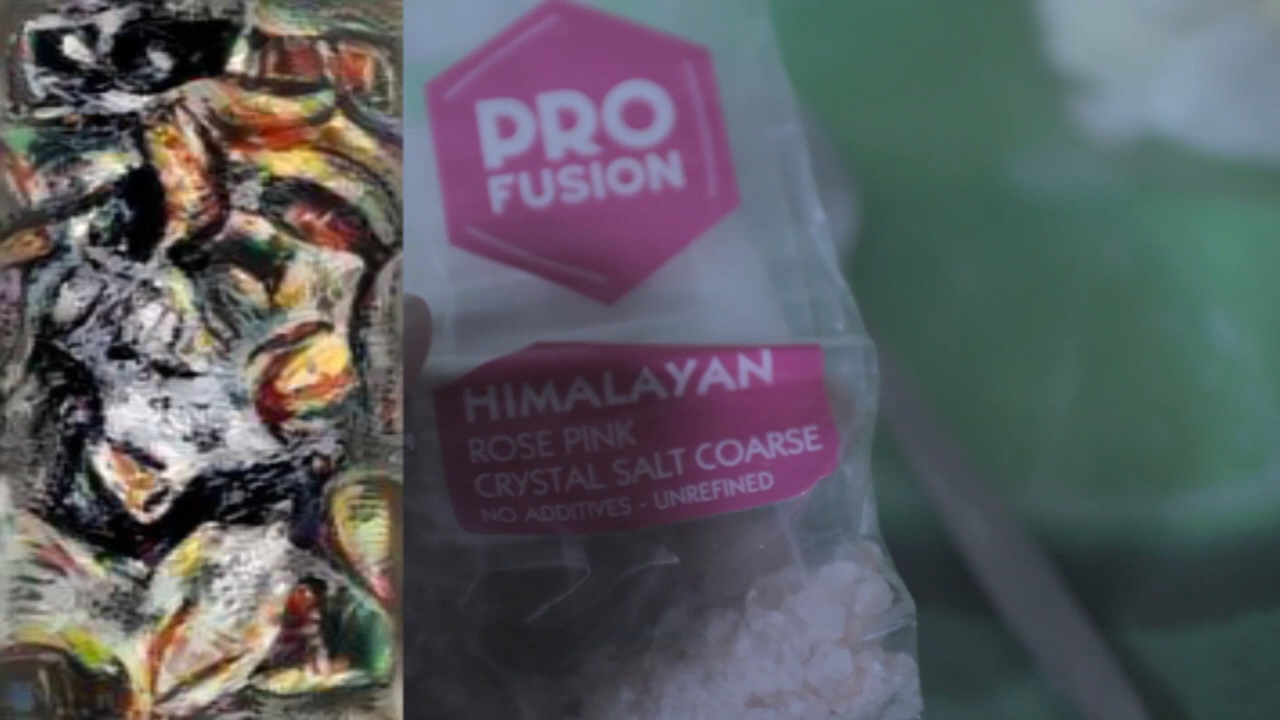 PRO
FUSION
HIMALAYAN
ROSE PINK
CRYSTAL SALT COARSE
NO ADDITIVES - UNREFINED